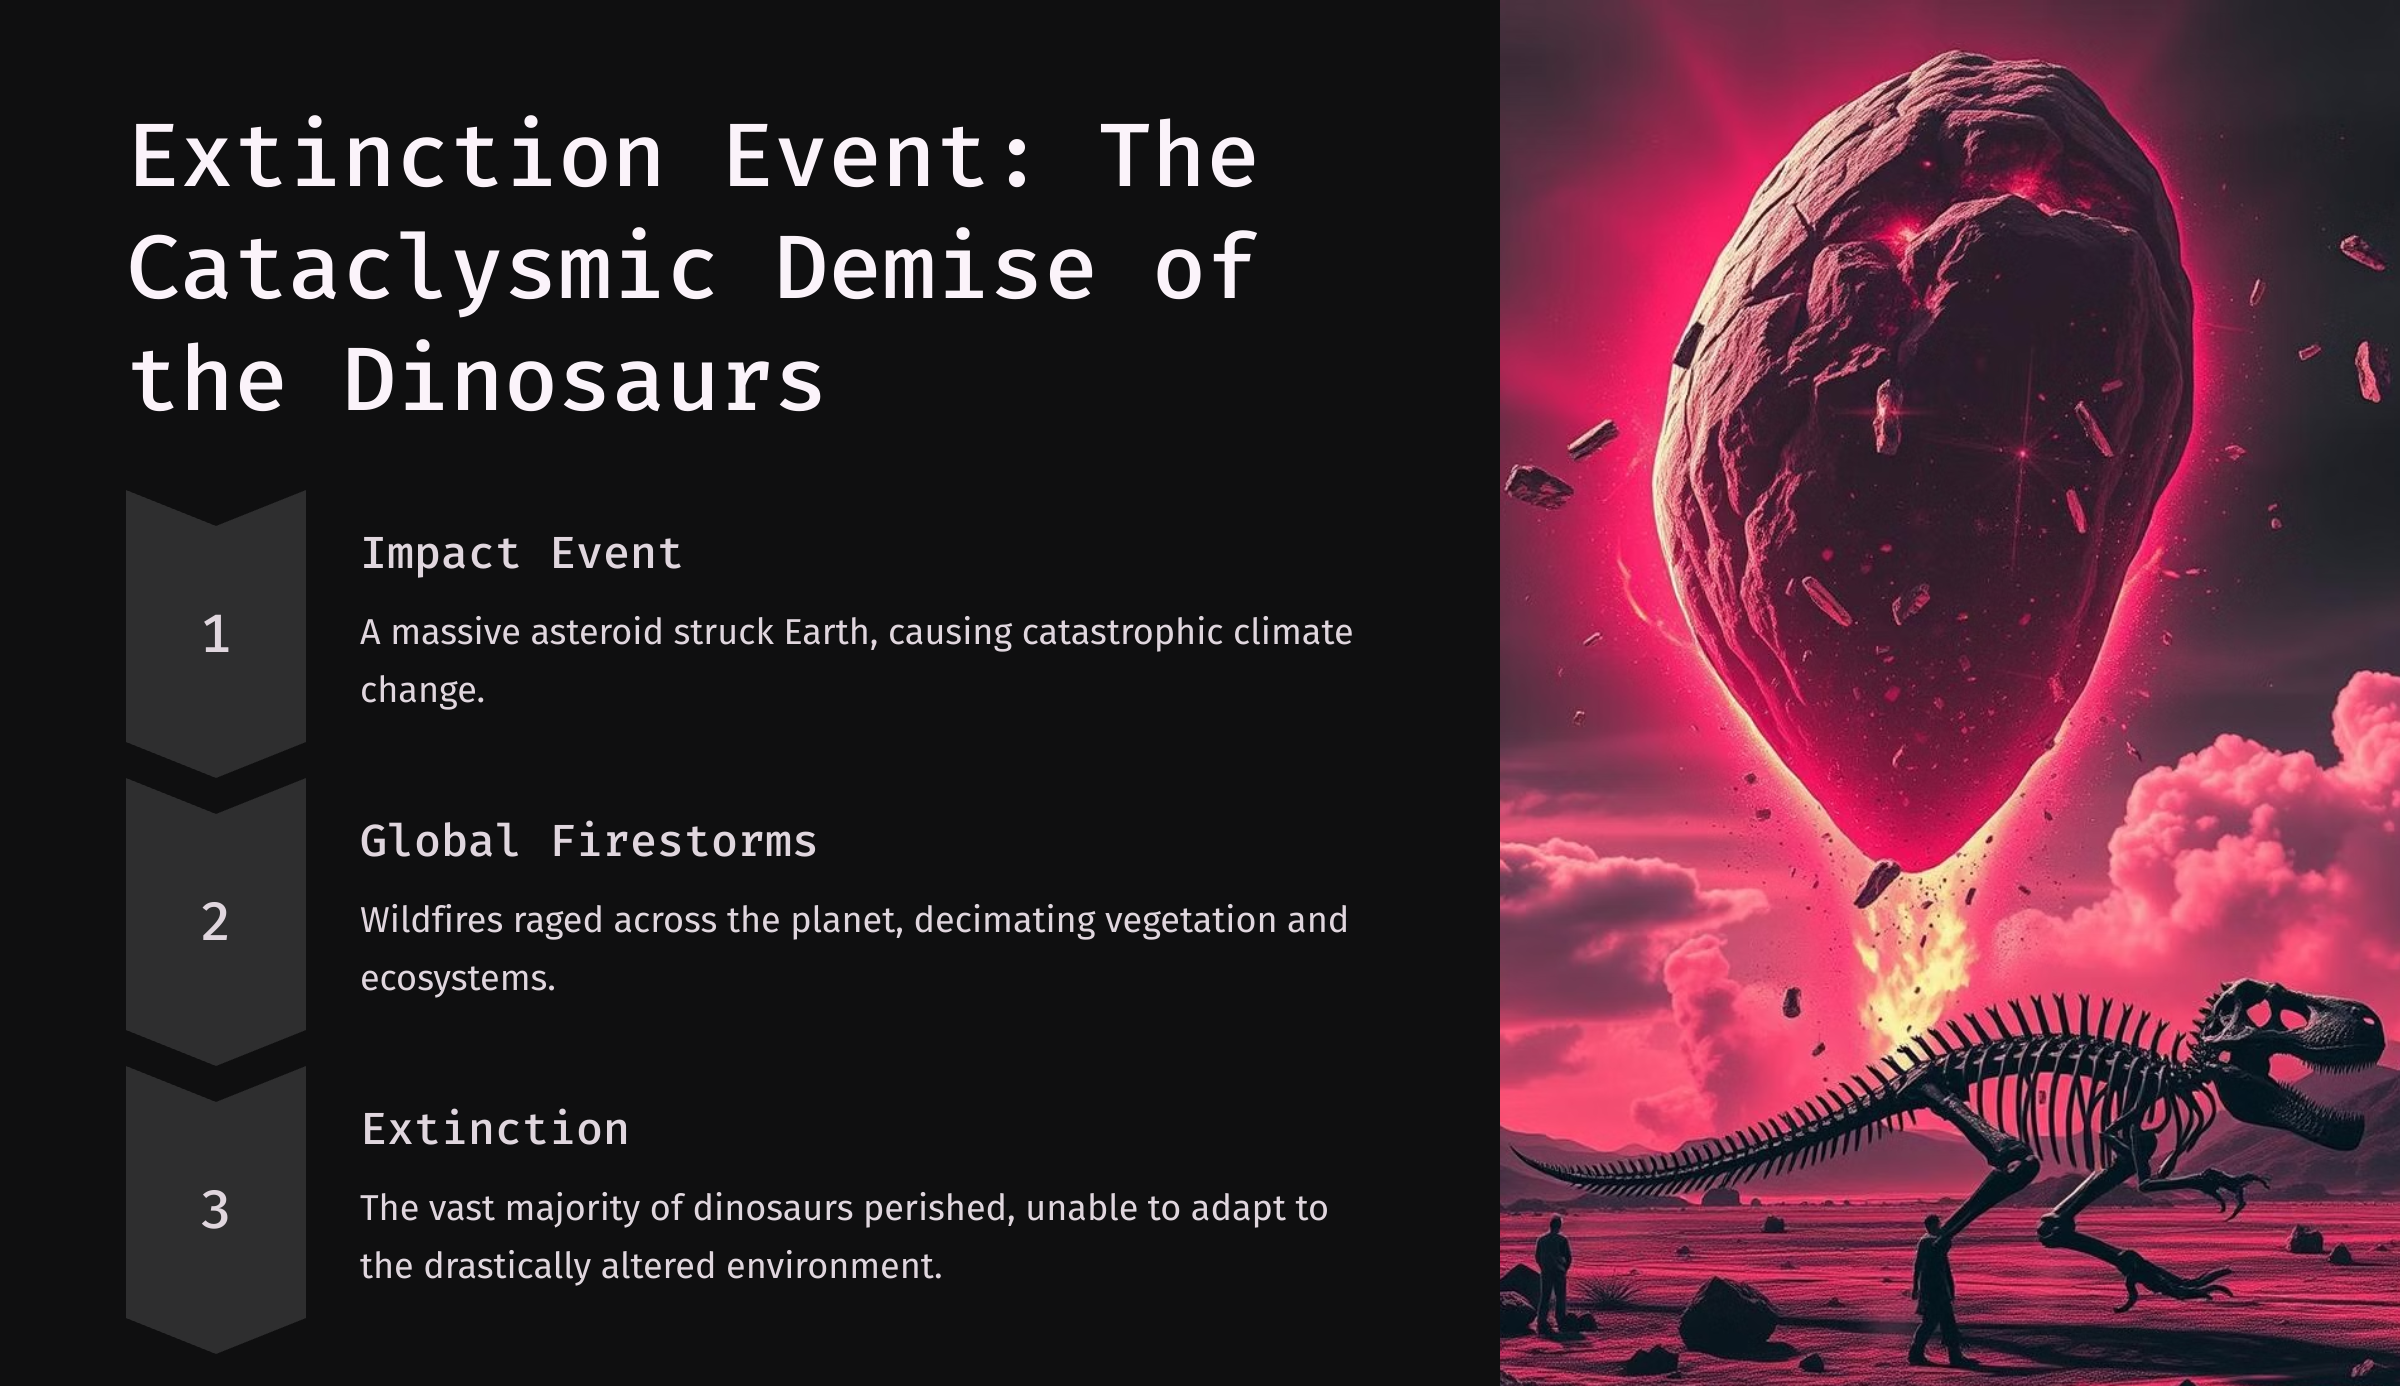 Extinction Event: The
Cataclysmic Demise of
the Dinosaurs
1
Impact Event
A massive asteroid struck Earth, causing catastrophic climate
change.
2
Global Firestorms
Wildfires raged across the planet, decimating vegetation and
ecosystems.
3
Extinction
The vast majority of dinosaurs perished, unable to adapt to
the drastically altered environment.